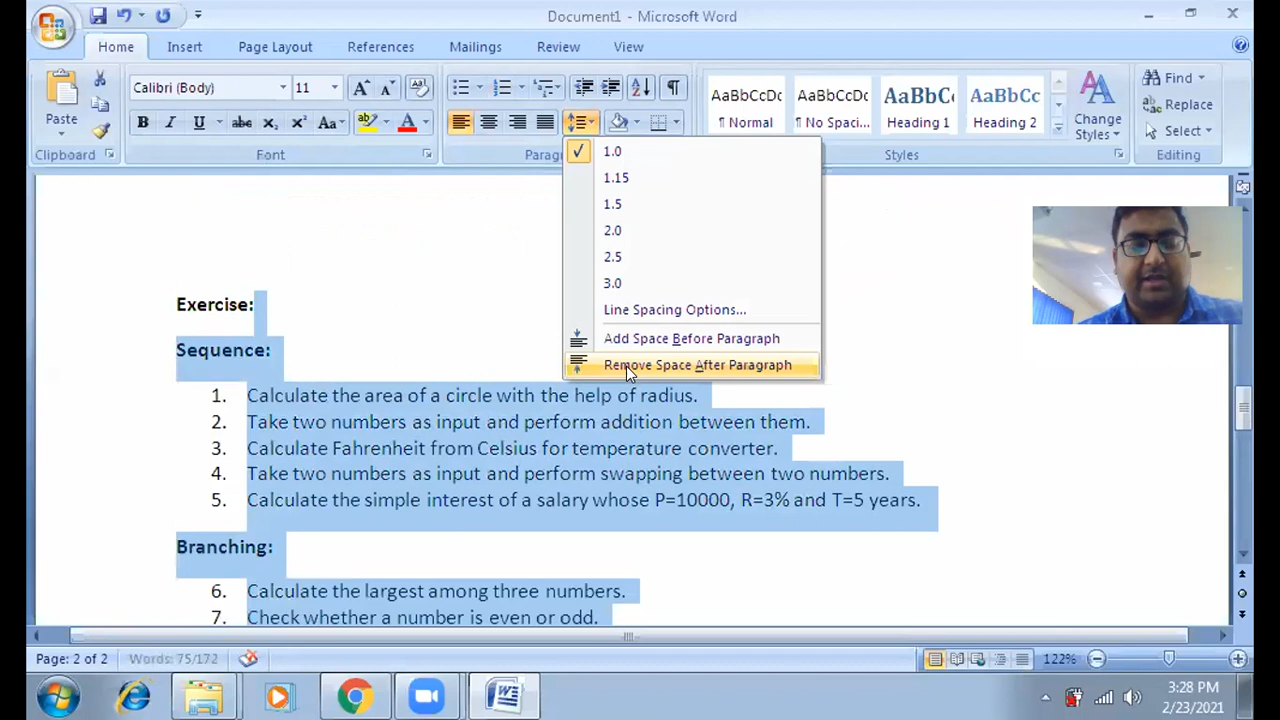 Document1 - Microsoft Word
Home Insert Page Layout References Mailings Review View
Paste
Calibri (Body) 11
B I U abc X₂ X² Aa A
AaBbCcDc AaBbCcDc AaBbCc AaBbCc
¶ Normal ¶ No Spaci... Heading 1 Heading 2
Change Styles
Find
Replace
Select
Clipboard Font Paragr Styles Editing
1.0
1.15
1.5
2.0
2.5
3.0
Line Spacing Options...
Add Space Before Paragraph
Remove Space After Paragraph
Exercise:
Sequence:
1. Calculate the area of a circle with the help of radius.
2. Take two numbers as input and perform addition between them.
3. Calculate Fahrenheit from Celsius for temperature converter.
4. Take two numbers as input and perform swapping between two numbers.
5. Calculate the simple interest of a salary whose P=10000, R=3% and T=5 years.
Branching:
6. Calculate the largest among three numbers.
7. Check whether a number is even or odd.
Page: 2 of 2 Words: 75/172 122%
3:28 PM
2/23/2021